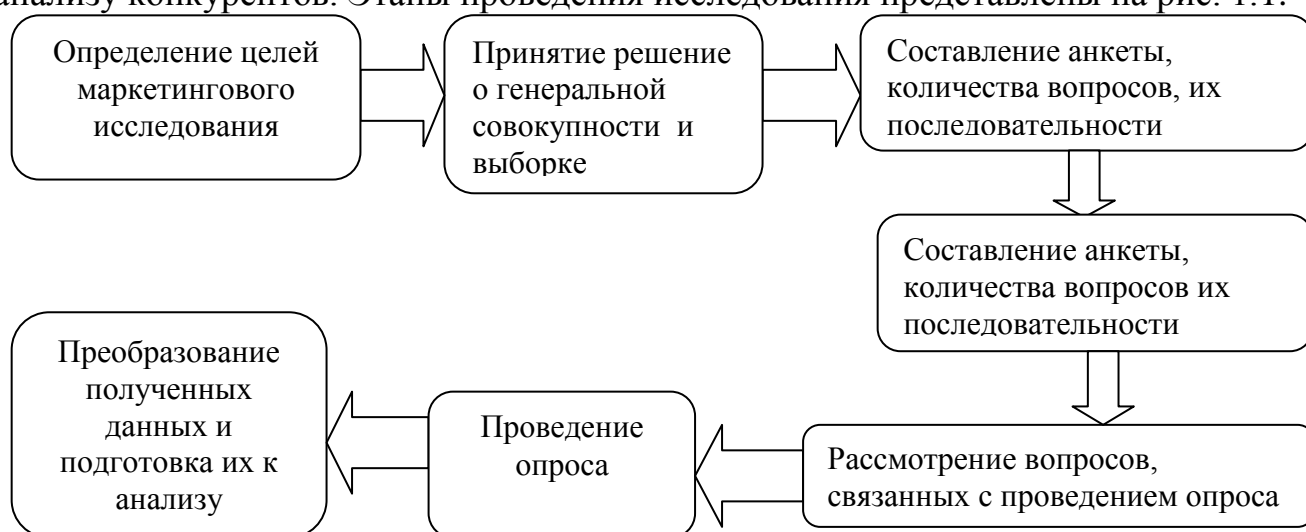 анализу конкурентов. Этапы проведения исследования представлены на рис. 1.1.
Определение целей
маркетингового
исследования
Принятие решение
о генеральной
совокупности и
выборке
Составление анкеты,
количества вопросов, их
последовательности
Составление анкеты,
количества вопросов их
последовательности
Рассмотрение вопросов,
связанных с проведением опроса
Проведение
опроса
Преобразование
полученных
данных и
подготовка их к
анализу